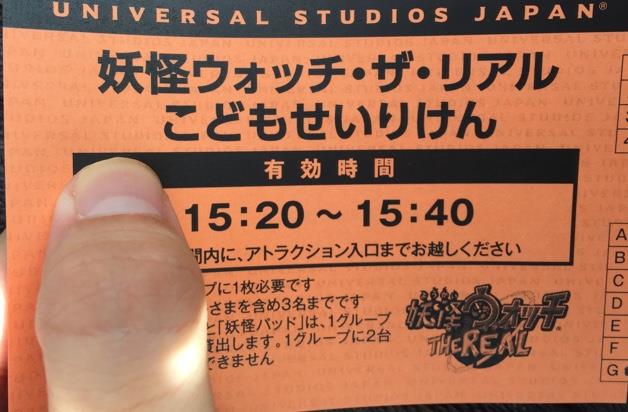 UNIVERSAL STUDIOS JAPAN®
妖怪ウォッチ・ザ・リアル
こどもせいりけん
有効時間
15:20～15:40
間内に、アトラクション入口までお越しください
プに1枚必要です
さまを含め3名までです
と「妖怪パッド」は、1グループ
貸出します。1グループに2台
できません
妖怪ウォッチ
THE REAL
A
B
C
D
E
F
G